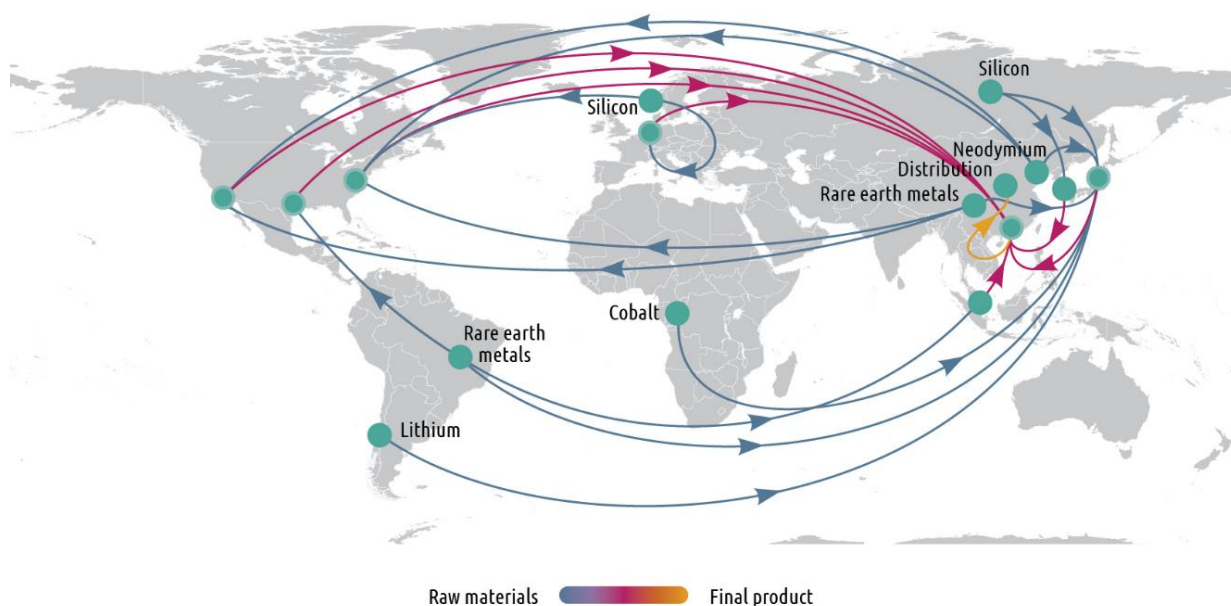 Silicon
Silicon
Neodymium
Distribution
Rare earth metals
Cobalt
Rare earth
metals
Lithium
Raw materials
Final product